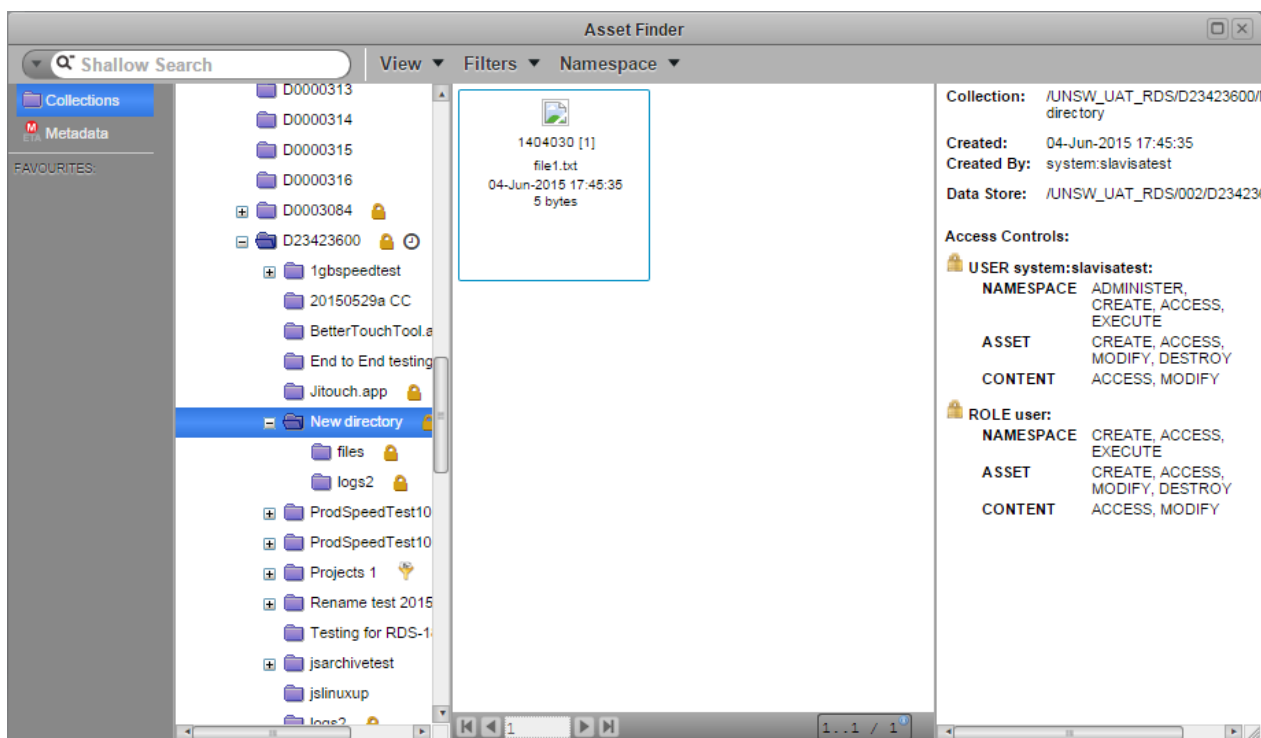 Asset Finder
Shallow Search
View
Filters
Namespace
Collections
Metadata
FAVOURITES:
D0000313
D0000314
D0000315
D0000316
D0003084
D23423600
1gbspeedtest
20150529a CC
BetterTouchTool.a
End to End testing
Jitouch.app
New directory
files
logs2
ProdSpeedTest10
ProdSpeedTest10
Projects 1
Rename test 2015
Testing for RDS-1
jsarchivetest
jslinuxup
logs2
1404030 [1]
file1.txt
04-Jun-2015 17:45:35
5 bytes
1
1..1 / 1
Collection: /UNSW_UAT_RDS/D23423600/
directory
Created: 04-Jun-2015 17:45:35
Created By: system:slavisatest
Data Store: /UNSW_UAT_RDS/002/D23423
Access Controls:
USER system:slavisatest:
NAMESPACE ADMINISTER,
CREATE, ACCESS,
EXECUTE
ASSET CREATE, ACCESS,
MODIFY, DESTROY
CONTENT ACCESS, MODIFY
ROLE user:
NAMESPACE CREATE, ACCESS,
EXECUTE
ASSET CREATE, ACCESS,
MODIFY, DESTROY
CONTENT ACCESS, MODIFY